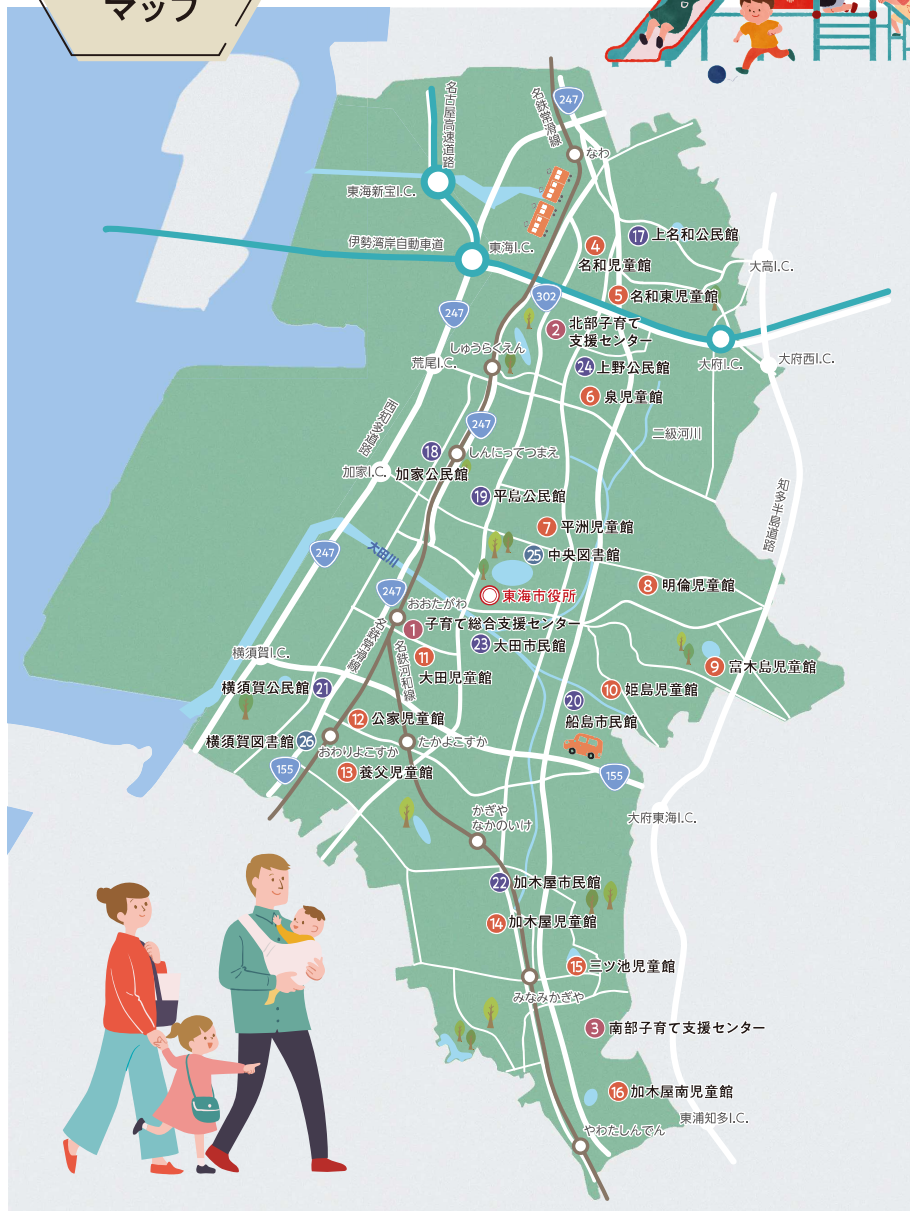 マップ
名古屋高速道路
名鉄常滑線
247
なわ
東海新宝I.C.
伊勢湾岸自動車道
東海I.C.
17 上名和公民館
4
名和児童館
大高I.C.
5 名和東児童館
302
247
2 北部子育て
支援センター
しゅうらくえん
荒尾I.C.
24 上野公民館
大府I.C.
大府西I.C.
6 泉児童館
西知多道路
247
二級河川
18
加家公民館
しんにってつまえ
加家I.C.
19 平島公民館
知多半島道路
7 平洲児童館
247
大田川
25 中央図書館
8 明倫児童館
247
東海市役所
おおたがわ
1 子育て総合支援センター
名鉄常滑線
名鉄河和線
23 大田市民館
横須賀I.C.
11
大田児童館
9 富木島児童館
横須賀公民館 21
10 姫島児童館
20
船島市民館
12 公家児童館
横須賀図書館 26
おわりよこすか
たかよこすか
155
13 養父児童館
155
かぎや
なかのいけ
大府東海I.C.
22 加木屋市民館
14 加木屋児童館
15 三ツ池児童館
みなみかぎや
3 南部子育て支援センター
16 加木屋南児童館
東浦知多I.C.
やわたしんでん